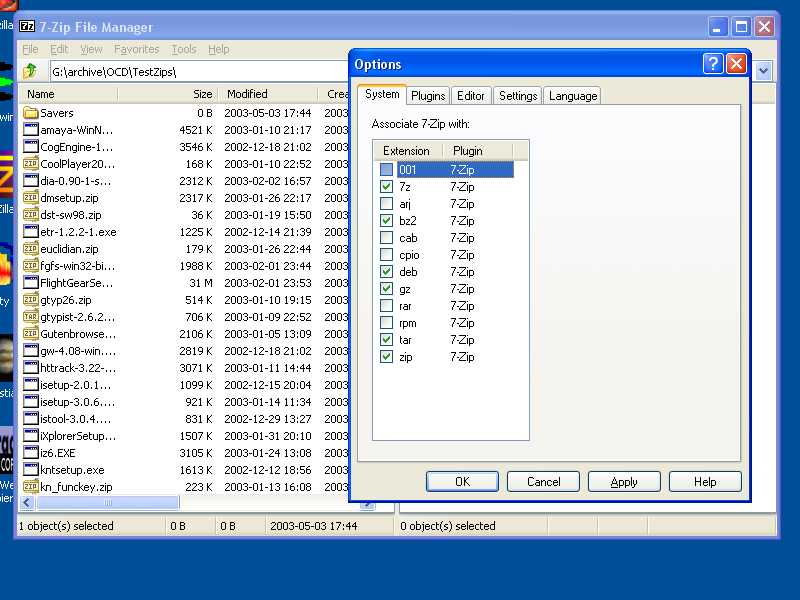 7-Zip File Manager
File Edit View Favorites Tools Help
G:\archive\OCD\TestZips\
Name Size Modified Crea
Savers 0 B 2003-05-03 17:44 2003
amaya-WinN... 4521 K 2003-01-10 21:17 2003
CogEngine-1... 3546 K 2002-12-18 21:02 2003
CoolPlayer20... 168 K 2003-01-10 22:52 2003
dia-0.90-1-s... 2312 K 2003-02-02 16:57 2003
dmsetup.zip 2317 K 2003-01-26 22:17 2003
dst-sw98.zip 36 K 2003-01-19 15:50 2003
etr-1.2.2-1.exe 1225 K 2002-12-14 21:39 2003
euclidian.zip 179 K 2003-01-26 22:44 2003
fgfs-win32-bi... 1988 K 2003-02-01 23:44 2003
FlightGearSe... 31 M 2003-02-01 23:53 2003
gtyp26.zip 514 K 2003-01-10 19:15 2003
gtypist-2.6.2... 706 K 2003-01-09 22:52 2003
Gutenbrowse... 2106 K 2003-01-05 13:09 2003
gw-4.08-win.... 2819 K 2002-12-18 21:02 2003
httrack-3.22-... 3071 K 2003-01-11 14:44 2003
isetup-2.0.1... 1099 K 2002-12-15 20:04 2003
isetup-3.0.6.... 921 K 2003-01-14 11:34 2003
istool-3.0.4.... 831 K 2002-12-29 13:27 2003
iXplorerSetup... 1507 K 2003-01-31 20:10 2003
iz6.EXE 3105 K 2003-01-24 13:08 2003
kntsetup.exe 1613 K 2002-12-12 18:56 2003
kn_funckey.zip 223 K 2003-01-13 16:08 2003
1 object(s) selected 0 B 0 B 2003-05-03 17:44 0 object(s) selected
Options
System Plugins Editor Settings Language
Associate 7-Zip with:
Extension Plugin
001 7-Zip
7z 7-Zip
arj 7-Zip
bz2 7-Zip
cab 7-Zip
cpio 7-Zip
deb 7-Zip
gz 7-Zip
rar 7-Zip
rpm 7-Zip
tar 7-Zip
zip 7-Zip
OK Cancel Apply Help